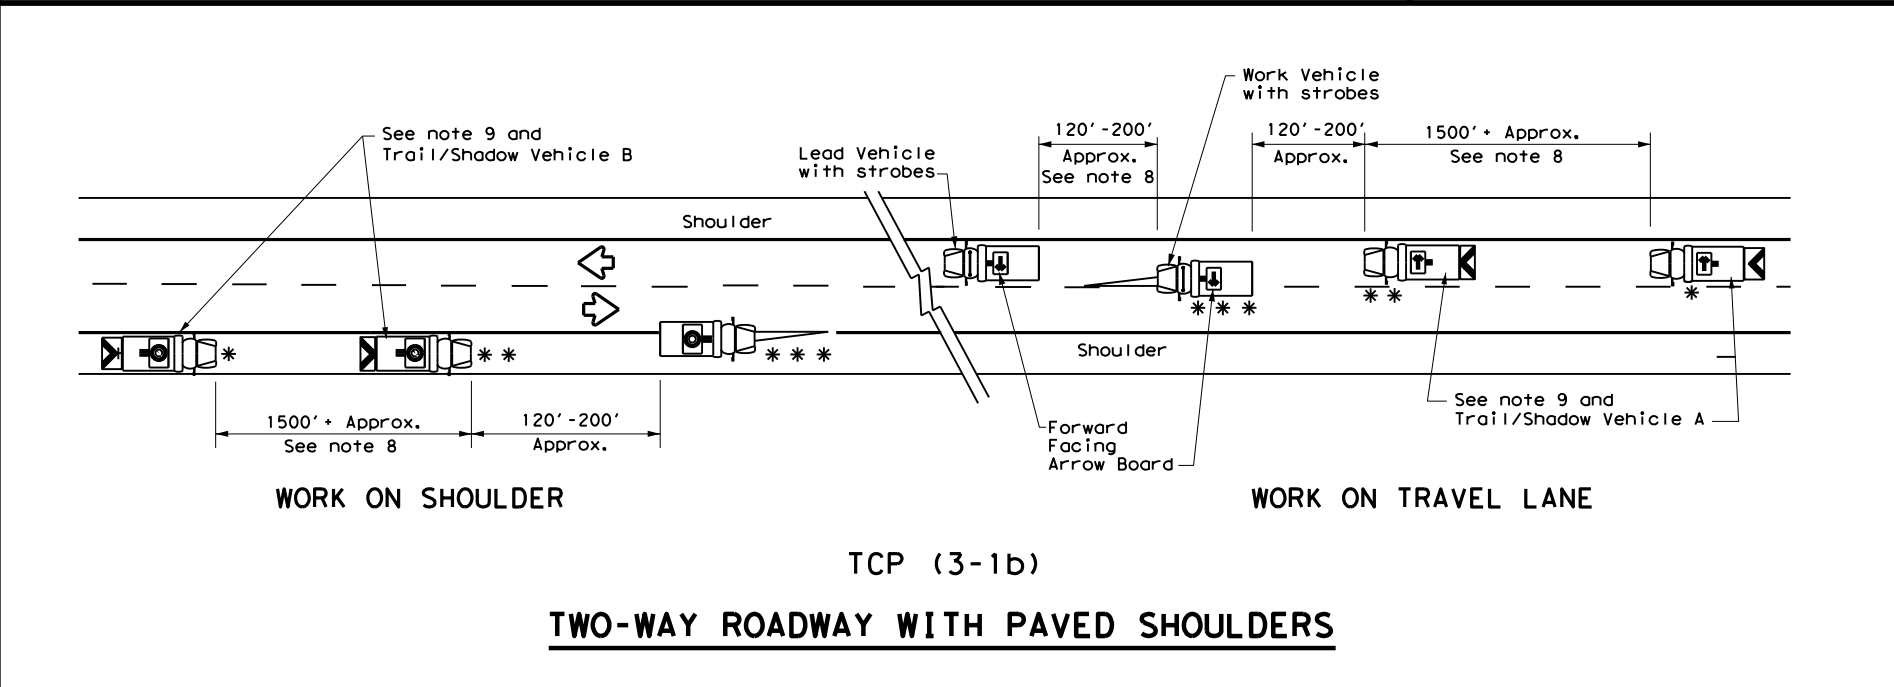 Work Vehicle
with strobes
See note 9 and
Trail/Shadow Vehicle B
Lead Vehicle
with strobes
120'-200'
Approx.
See note 8
120'-200'
Approx.
1500'+ Approx.
See note 8
Shoulder
*
* *
* * *
* * *
* *
*
Shoulder
1500'+ Approx.
See note 8
120'-200'
Approx.
Forward
Facing
Arrow Board
See note 9 and
Trail/Shadow Vehicle A
WORK ON SHOULDER
WORK ON TRAVEL LANE
TCP (3-1b)
TWO-WAY ROADWAY WITH PAVED SHOULDERS